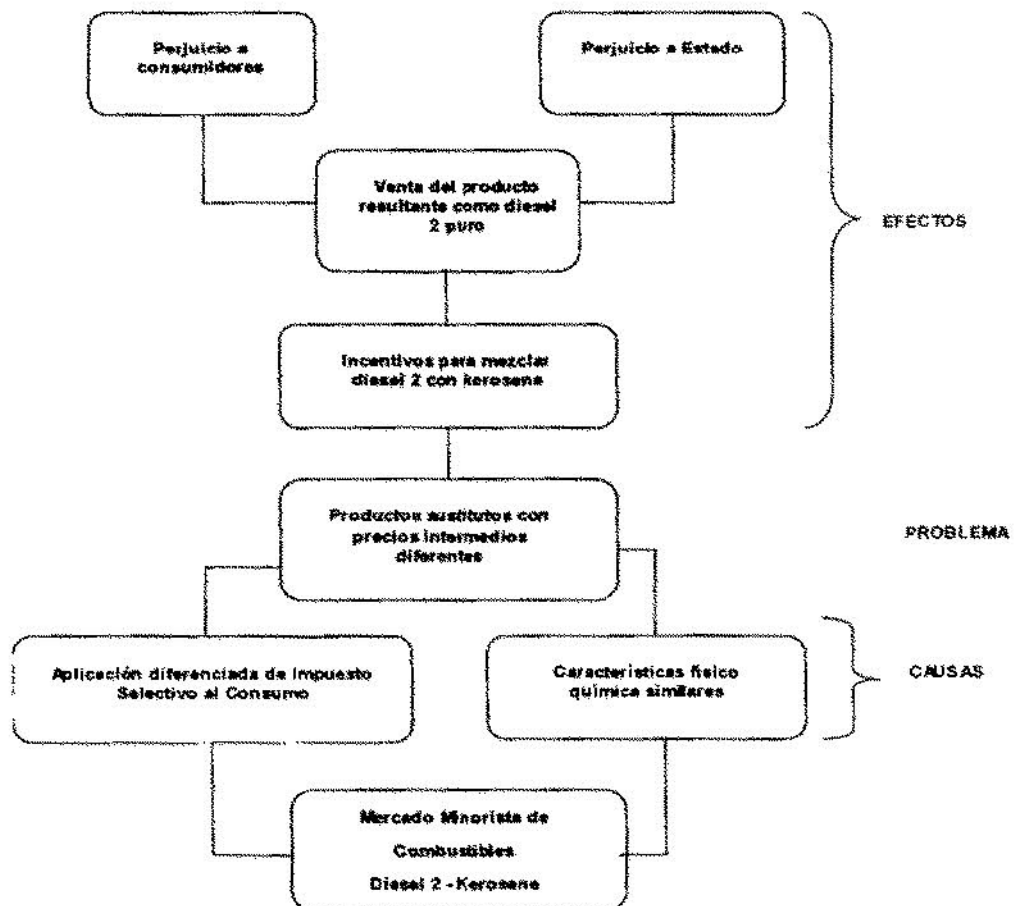 Perjuicio a
consumidores
Perjuicio a Estado
Venta del producto
resultante como diesel
2 puro
EFECTOS
Incentivos para mezclar
diesel 2 con kerosene
Productos sustitutos con
precios intermedios
diferentes
PROBLEMA
Aplicación diferenciada de Impuesto
Selectivo al Consumo
Características fisico
química similares
CAUSAS
Mercado Minorista de
Combustibles
Diesel 2 - Kerosene